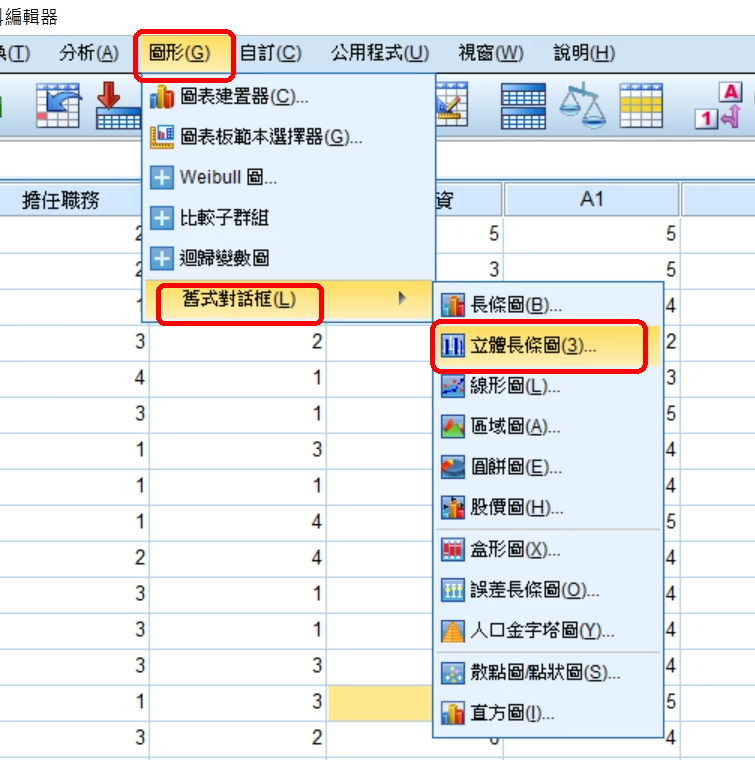 編輯器
換(T) 分析(A) 圖形(G) 自訂(C) 公用程式(U) 視窗(W) 說明(H)
圖表建置器(C)...
圖表板範本選擇器(G)...
Weibull 圖...
比較子群組
迴歸變數圖
舊式對話框(L)
A
1
擔任職務 資 A1
2 5 5
2 3 5
1 4
3 2 2
4 1 3
3 1 5
1 3 4
1 1 4
1 4 5
2 4 4
3 1 4
3 1 4
3 3 4
1 3 5
3 2 6 4
長條圖(B)...
立體長條圖(3)...
線形圖(L)...
區域圖(A)...
圓餅圖(E)...
股價圖(H)...
盒形圖(X)...
誤差長條圖(O)...
人口金字塔圖(Y)...
散點圖/點狀圖(S)...
直方圖(I)...